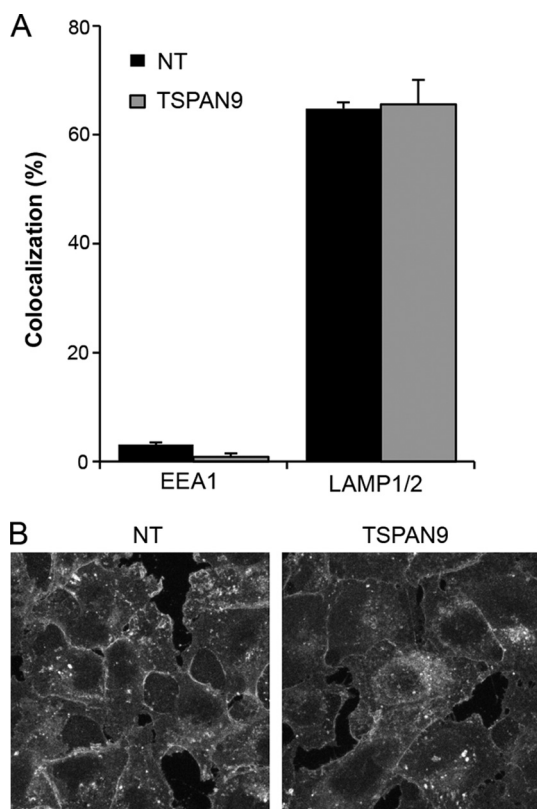 A
80
NT
TSPAN9
60
40
20
0
Colocalization (%)
EEA1
LAMP1/2
B
NT
TSPAN9